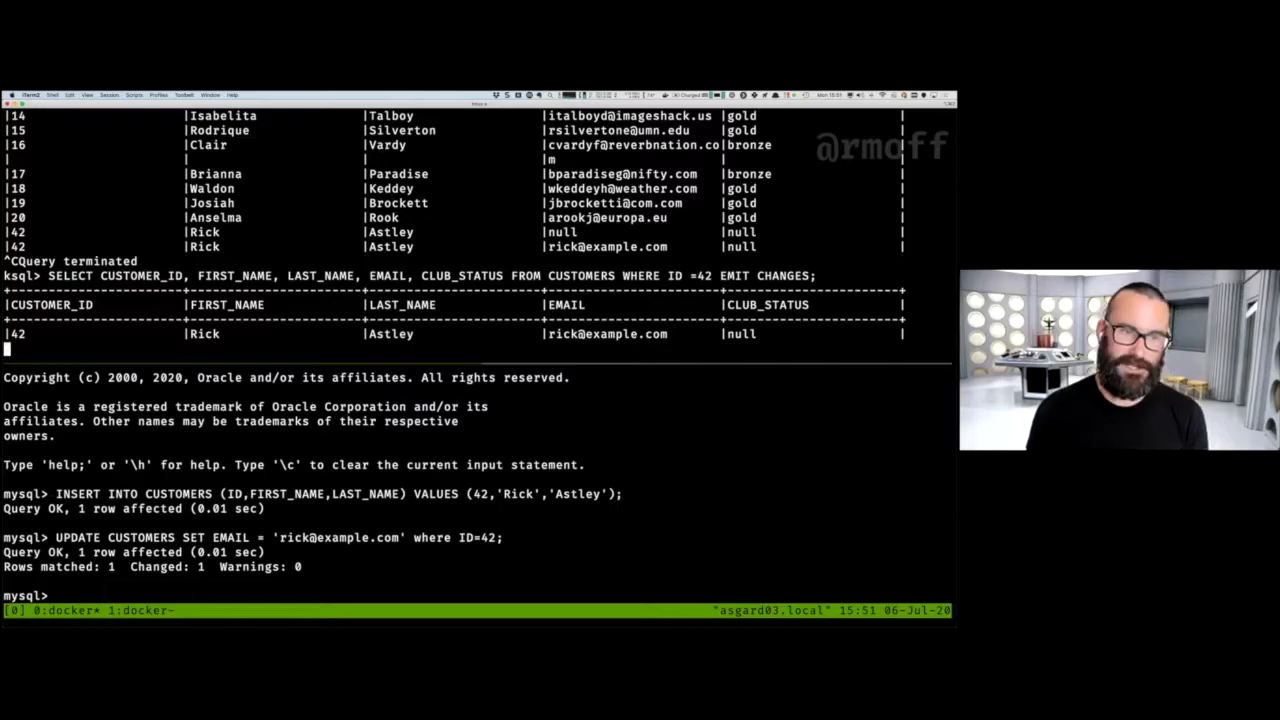 iTerm2 Shell Edit View Session Scripts Profiles Toolbelt Window Help
|14 |Isabelita |Talboy |italboyd@imageshack.us |gold |
|15 |Rodrique |Silverton |rsilvertone@umn.edu |gold |
@rmoff
|16 |Clair |Vardy |cvardyf@reverbnation.co|bronze |
| | | |m | |
|17 |Brianna |Paradise |bparadiseg@nifty.com |bronze |
|18 |Waldon |Keddey |wkeddeyh@weather.com |gold |
|19 |Josiah |Brockett |jbrocketti@com.com |gold |
|20 |Anselma |Rook |arookj@europa.eu |gold |
|42 |Rick |Astley |null |null |
|42 |Rick |Astley |rick@example.com |null |
^CQuery terminated
ksql> SELECT CUSTOMER_ID, FIRST_NAME, LAST_NAME, EMAIL, CLUB_STATUS FROM CUSTOMERS WHERE ID =42 EMIT CHANGES;
|CUSTOMER_ID |FIRST_NAME |LAST_NAME |EMAIL |CLUB_STATUS |
|42 |Rick |Astley |rick@example.com |null |
Copyright (c) 2000, 2020, Oracle and/or its affiliates. All rights reserved.
Oracle is a registered trademark of Oracle Corporation and/or its
affiliates. Other names may be trademarks of their respective
owners.
Type 'help;' or '\h' for help. Type '\c' to clear the current input statement.
mysql> INSERT INTO CUSTOMERS (ID,FIRST_NAME,LAST_NAME) VALUES (42,'Rick','Astley');
Query OK, 1 row affected (0.01 sec)
mysql> UPDATE CUSTOMERS SET EMAIL = 'rick@example.com' where ID=42;
Query OK, 1 row affected (0.01 sec)
Rows matched: 1 Changed: 1 Warnings: 0
mysql>
[0] 0:docker* 1:docker- "asgard03.local" 15:51 06-Jul-20